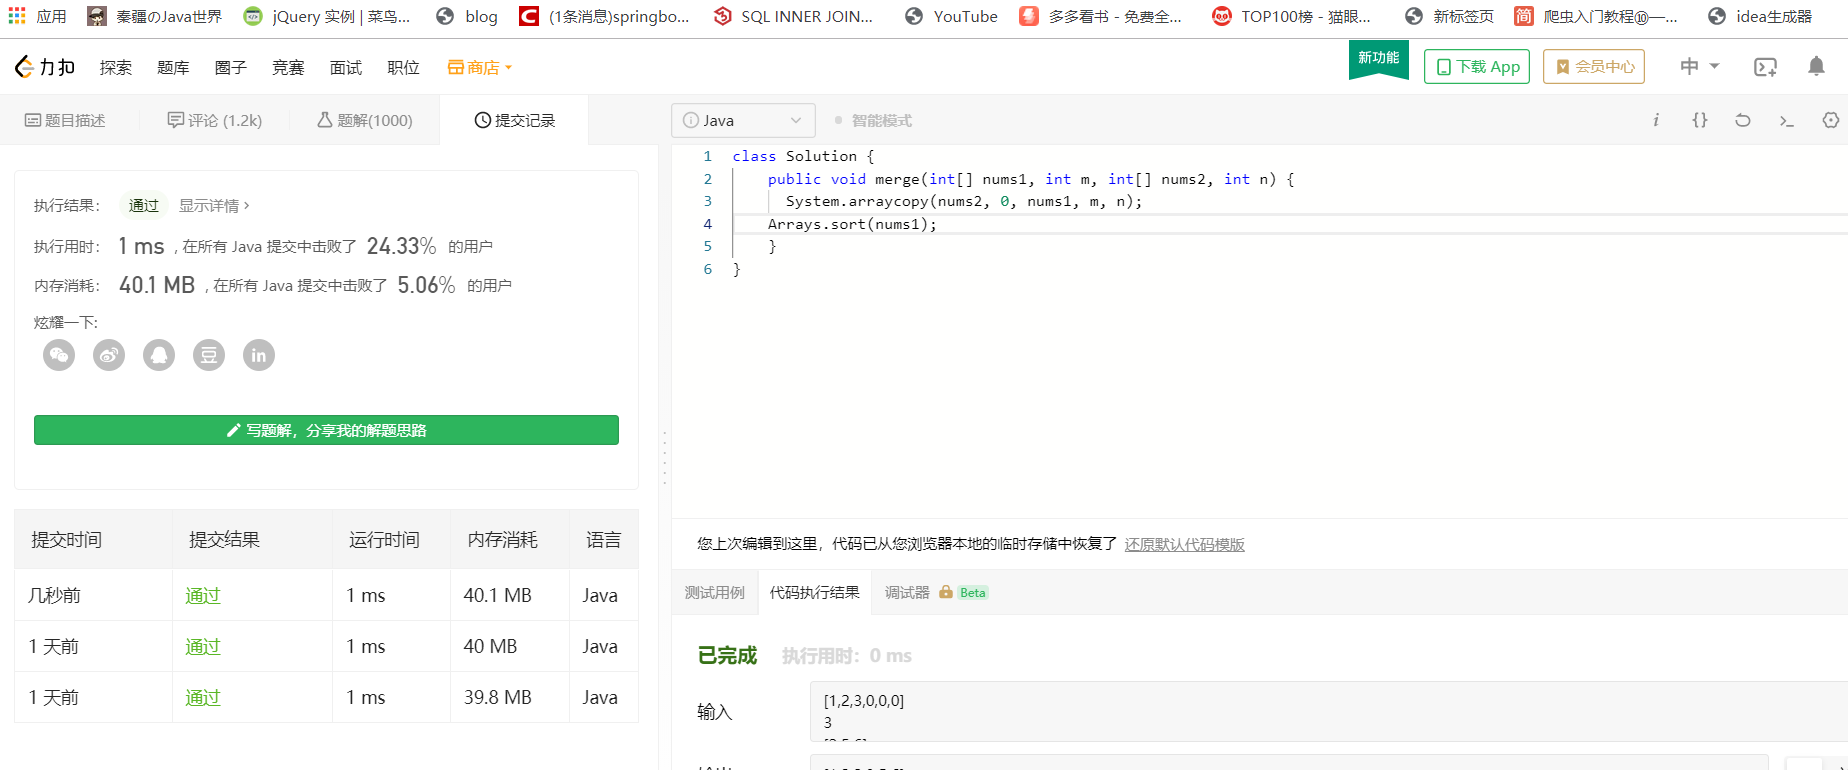 应用 秦疆のJava世界 jQuery 实例 | 菜鸟... blog (1条消息)springbo... SQL INNER JOIN... YouTube 多多看书 - 免费全... TOP100榜 - 猫眼... 新标签页 爬虫入门教程⑩—... idea生成器
力扣 探索 题库 圈子 竞赛 面试 职位 商店 新功能 下载 App 会员中心 中
题目描述 评论 (1.2k) 题解(1000) 提交记录
Java 智能模式
执行结果: 通过 显示详情 >
执行用时: 1 ms , 在所有 Java 提交中击败了 24.33% 的用户
内存消耗: 40.1 MB , 在所有 Java 提交中击败了 5.06% 的用户
炫耀一下:
写题解，分享我的解题思路
提交时间 提交结果 运行时间 内存消耗 语言
几秒前 通过 1 ms 40.1 MB Java
1 天前 通过 1 ms 40 MB Java
1 天前 通过 1 ms 39.8 MB Java
1 class Solution {
2 public void merge(int[] nums1, int m, int[] nums2, int n) {
3 System.arraycopy(nums2, 0, nums1, m, n);
4 Arrays.sort(nums1);
5 }
6 }
您上次编辑到这里，代码已从您浏览器本地的临时存储中恢复了 还原默认代码模版
测试用例 代码执行结果 调试器 Beta
已完成 执行用时: 0 ms
输入
[1,2,3,0,0,0]
3